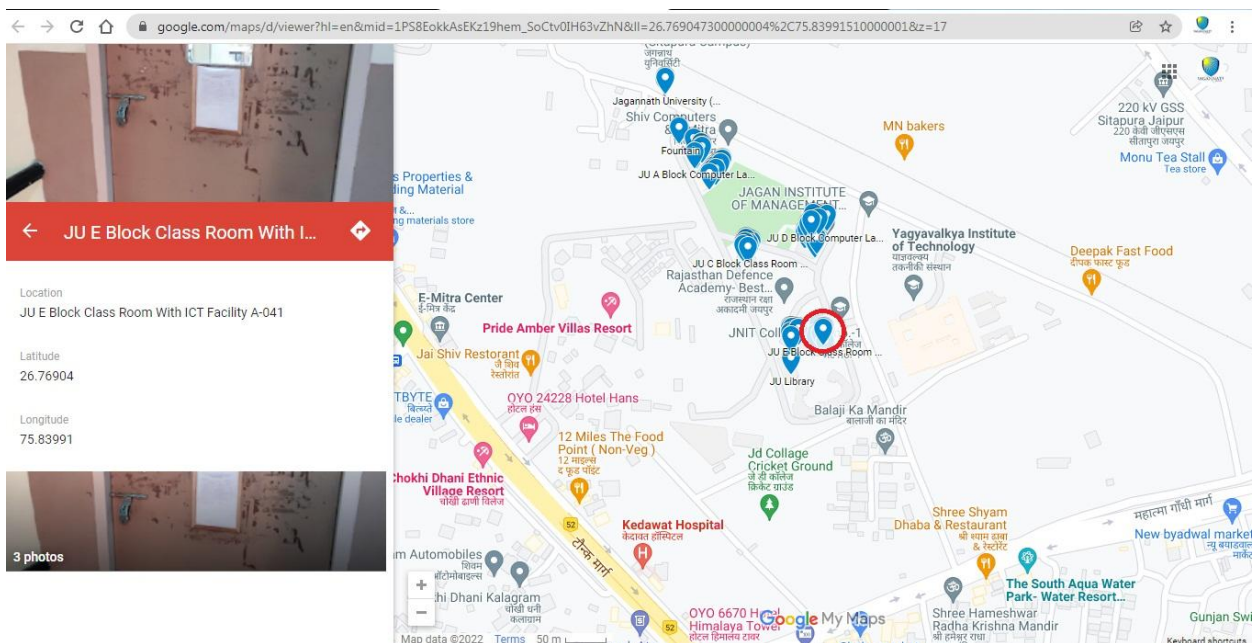 google.com/maps/d/viewer?hl=en&mid=1PS8EokkAsEKz19hem_SoCtv0IH63vZhN&ll=26.769047300000004%2C75.83991510000001&z=17
JU E Block Class Room With I...
Location
JU E Block Class Room With ICT Facility A-041
Latitude
26.76904
Longitude
75.83991
3 photos
जगन्नाथ
युनिवर्सिटी
Jagannath University (...
Shiv Computers
Fountain
JU A Block Computer La...
MN bakers
220 kV GSS
Sitapura Jaipur
220 केवी जीएसएस
सीतापुरा जयपुर
Monu Tea Stall
Tea store
s Properties &
ding Material
ng materials store
JAGAN INSTITUTE
OF MANAGEMENT...
JU D Block Computer La...
Yagyavalkya Institute
of Technology
याज्ञवल्क्य
तकनीकी संस्थान
Deepak Fast Food
दीपक फास्ट फूड
JU C Block Class Room ...
Rajasthan Defence
Academy- Best...
राजस्थान रक्षा
अकादमी जयपुर
E-Mitra Center
ई-मित्र केंद्र
Pride Amber Villas Resort
JNIT Coll
JU E Block Class Room ...
JU Library
Jai Shiv Restorant
जै शिव
रेस्तोरांत
OYO 24228 Hotel Hans
होटल हंस
TBYTE
le dealer
Balaji Ka Mandir
बालाजी का मंदिर
12 Miles The Food
Point ( Non-Veg )
12 माइल्स
द फूड पॉइंट
Jd Collage
Cricket Ground
जे डी कॉलेज
क्रिकेट ग्राउंड
Chokhi Dhani Ethnic
Village Resort
चोखी ढाणी विलेज
52
टोंक मार्ग
Kedawat Hospital
केदावत हॉस्पिटल
Shree Shyam
Dhaba & Restaurant
श्री श्याम ढाबा
& रेस्टोरेंट
महात्मा गाँधी मार्ग
New byadwal market
m Automobiles
शिवम
ऑटोमोबाइल्स
hi Dhani Kalagram
चोखी धनी
कलाग्राम
The South Aqua Water
Park- Water Resort...
52
OYO 6670 Hotel
Himalaya Tower
होटल हिमालय टावर
Google My Maps
Shree Hameshwar
Radha Krishna Mandir
Gunjan Swi
Map data ©2022
Terms
50 m
Keyboard shortcuts